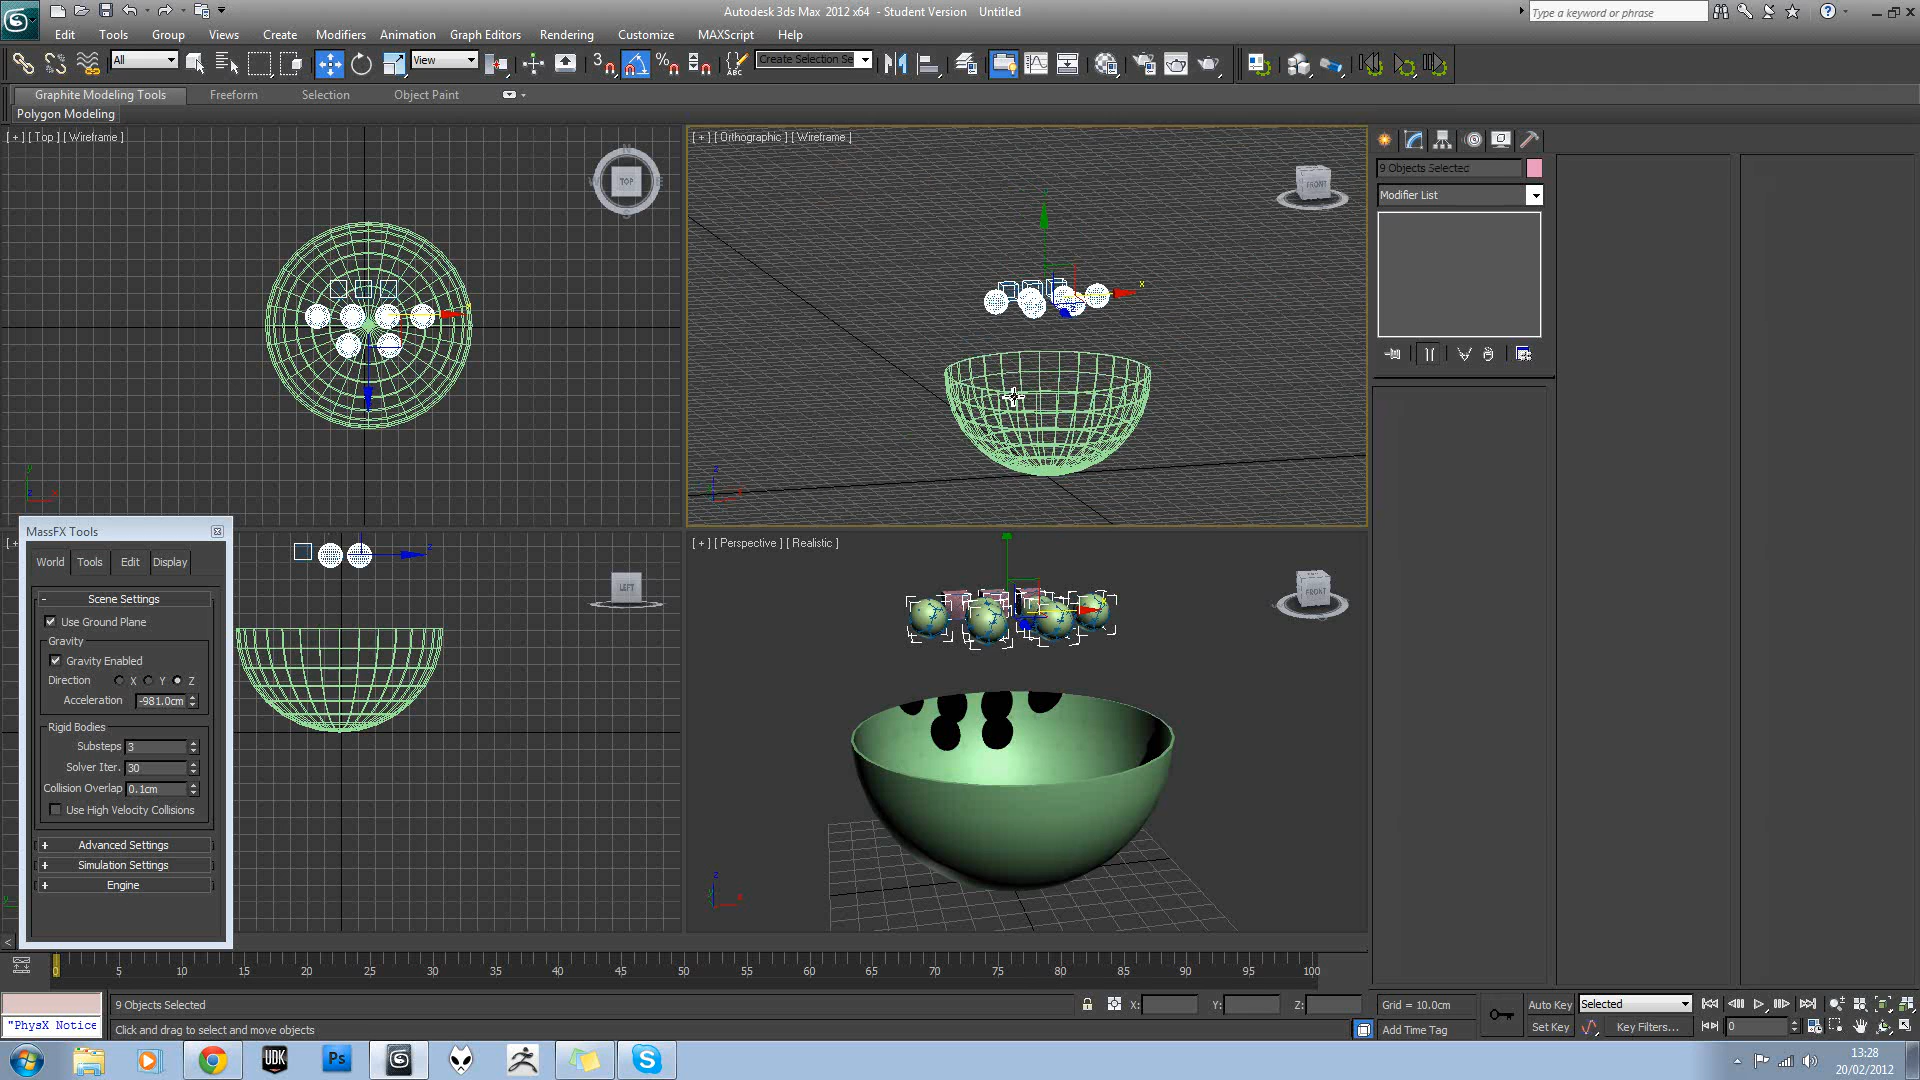 Autodesk 3ds Max 2012 x64 - Student Version Untitled
Type a keyword or phrase
Edit Tools Group Views Create Modifiers Animation Graph Editors Rendering Customize MAXScript Help
All
View
3
ABC
Create Selection Se
Graphite Modeling Tools Freeform Selection Object Paint
Polygon Modeling
[ + ] [ Top ] [ Wireframe ]
TOP
[ + ] [ Orthographic ] [ Wireframe ]
FRONT
x
9 Objects Selected
Modifier List
MassFX Tools
World Tools Edit Display
- Scene Settings
Use Ground Plane
Gravity
Gravity Enabled
Direction X Y Z
Acceleration -981.0cm
Rigid Bodies
Substeps 3
Solver Iter. 30
Collision Overlap 0.1cm
Use High Velocity Collisions
+ Advanced Settings
+ Simulation Settings
+ Engine
LEFT
[ + ] [ Perspective ] [ Realistic ]
FRONT
0 5 10 15 20 25 30 35 40 45 50 55 60 65 70 75 80 85 90 95 100
9 Objects Selected
X: Y: Z:
Grid = 10.0cm
Auto Key Selected
"PhysX Notice
Click and drag to select and move objects
Add Time Tag
Set Key
Key Filters...
0
UDK
Ps
13:28
20/02/2012